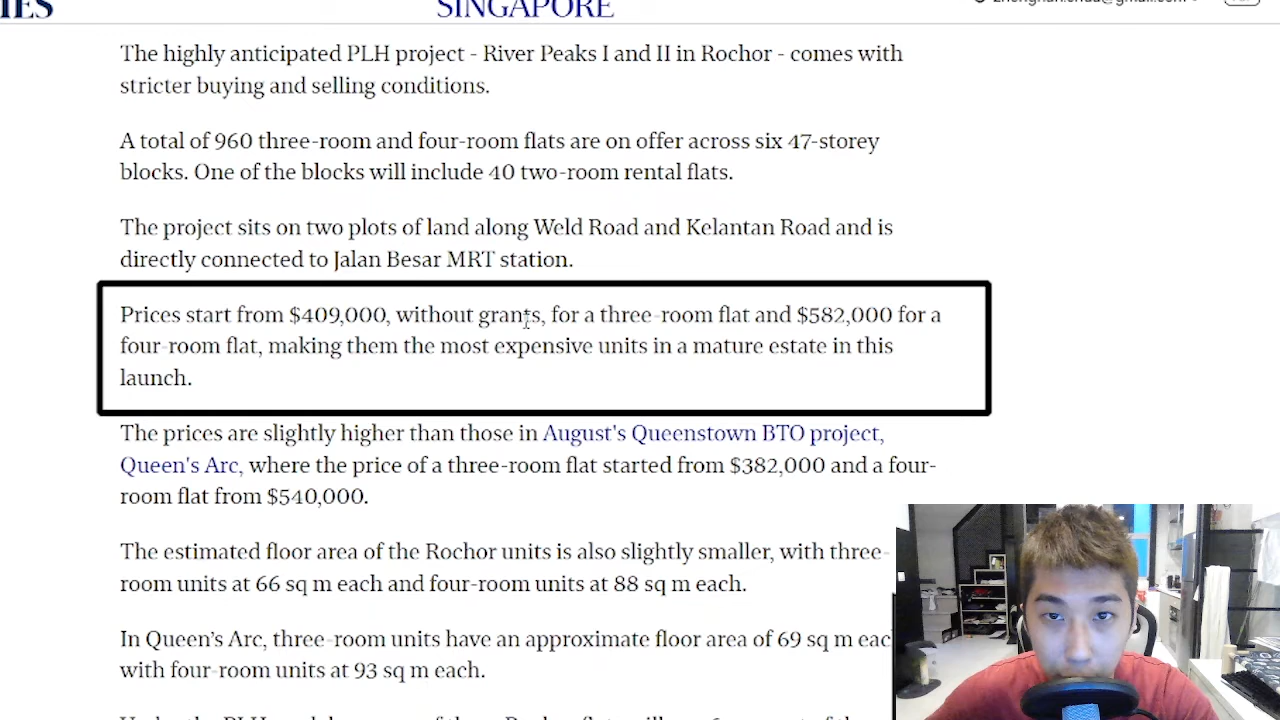 IES
SINGAPORE
The highly anticipated PLH project - River Peaks I and II in Rochor - comes with
stricter buying and selling conditions.
A total of 960 three-room and four-room flats are on offer across six 47-storey
blocks. One of the blocks will include 40 two-room rental flats.
The project sits on two plots of land along Weld Road and Kelantan Road and is
directly connected to Jalan Besar MRT station.
Prices start from $409,000, without grants, for a three-room flat and $582,000 for a
four-room flat, making them the most expensive units in a mature estate in this
launch.
The prices are slightly higher than those in August's Queenstown BTO project,
Queen's Arc, where the price of a three-room flat started from $382,000 and a four-
room flat from $540,000.
The estimated floor area of the Rochor units is also slightly smaller, with three-
room units at 66 sq m each and four-room units at 88 sq m each.
In Queen's Arc, three-room units have an approximate floor area of 69 sq m eac
with four-room units at 93 sq m each.